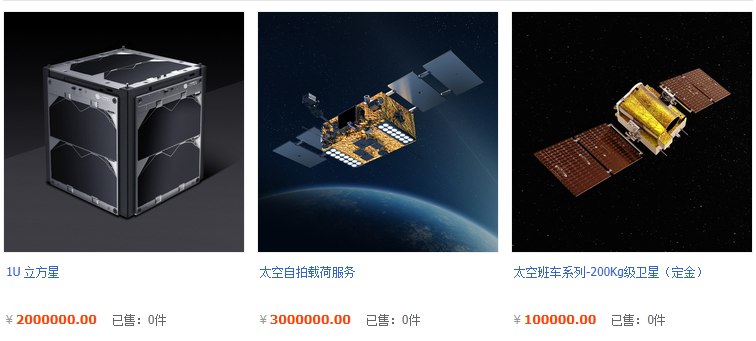 1U 立方星
太空自拍载荷服务
太空班车系列-200Kg级卫星（定金）
¥ 2000000.00 已售：0件
¥ 3000000.00 已售：0件
¥ 100000.00 已售：0件